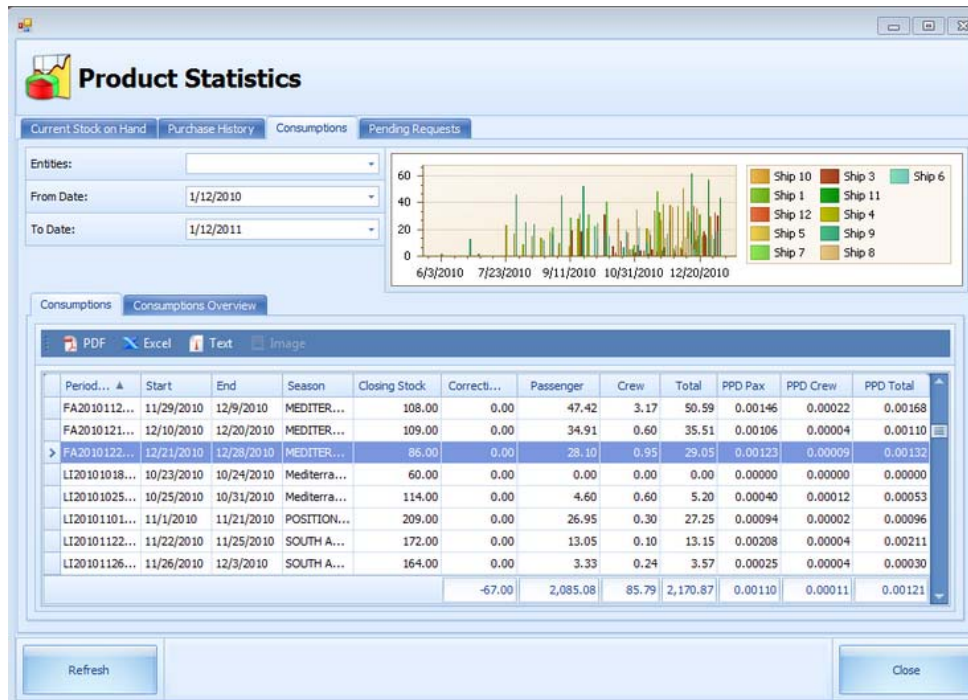 Product Statistics
Current Stock on Hand Purchase History Consumptions Pending Requests
Entities:
From Date: 1/12/2010
To Date: 1/12/2011
60
40
20
0
6/3/2010 7/23/2010 9/11/2010 10/31/2010 12/20/2010
Ship 10 Ship 3 Ship 6
Ship 1 Ship 11
Ship 12 Ship 4
Ship 5 Ship 9
Ship 7 Ship 8
Consumptions Consumptions Overview
PDF Excel Text Image
Period... Start End Season Closing Stock Correcti... Passenger Crew Total PPD Pax PPD Crew PPD Total
FA2010112... 11/29/2010 12/9/2010 MEDITER... 108.00 0.00 47.42 3.17 50.59 0.00146 0.00022 0.00168
FA2010121... 12/10/2010 12/20/2010 MEDITER... 109.00 0.00 34.91 0.60 35.51 0.00106 0.00004 0.00110
FA2010122... 12/21/2010 12/28/2010 MEDITER... 86.00 0.00 28.10 0.95 29.05 0.00123 0.00009 0.00132
LI20101018... 10/23/2010 10/24/2010 Mediterra... 60.00 0.00 0.00 0.00 0.00 0.00000 0.00000 0.00000
LI20101025... 10/25/2010 10/31/2010 Mediterra... 114.00 0.00 4.60 0.60 5.20 0.00040 0.00012 0.00053
LI20101101... 11/1/2010 11/21/2010 POSITION... 209.00 0.00 26.95 0.30 27.25 0.00094 0.00002 0.00096
LI20101122... 11/22/2010 11/25/2010 SOUTH A... 172.00 0.00 13.05 0.10 13.15 0.00208 0.00004 0.00211
LI20101126... 11/26/2010 12/3/2010 SOUTH A... 164.00 0.00 3.33 0.24 3.57 0.00025 0.00004 0.00030
-67.00 2,085.08 85.79 2,170.87 0.00110 0.00011 0.00121
Refresh Close